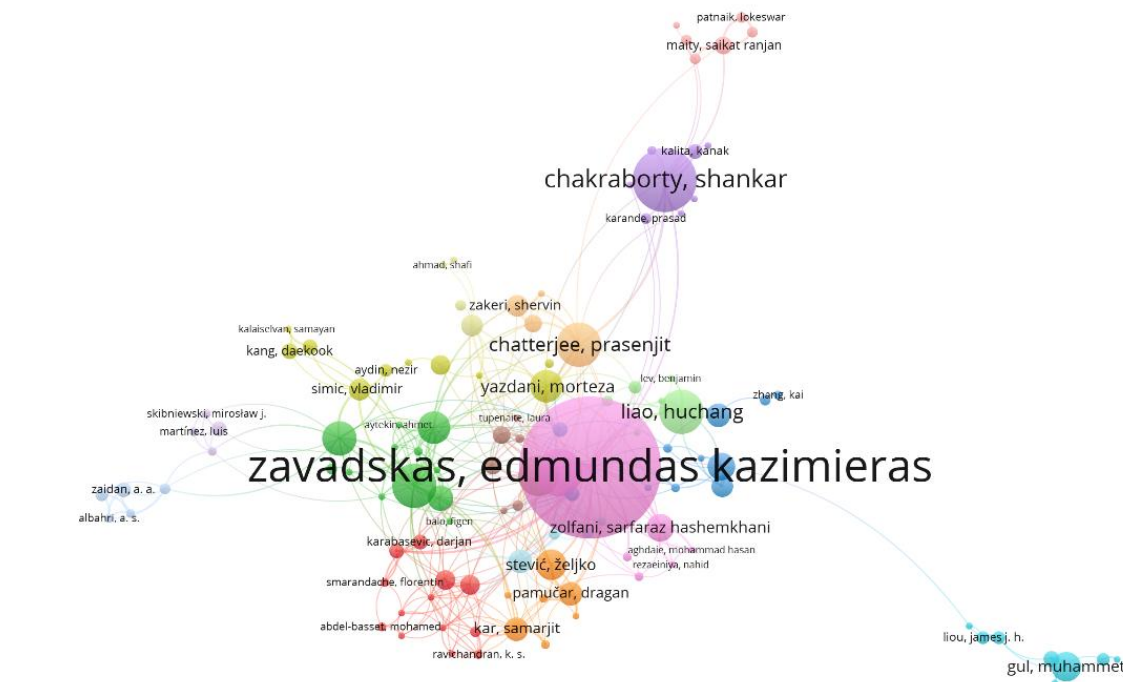 patnaik, lokeswar
maity, saikat ranjan
kalita, kanak
chakraborty, shankar
karande, prasad
ahmad, shafi
zakeri, shervin
kalaiselvan, samayan
chatterjee, prasenjit
kang, daekook
aydin, nezir
lev, benjamin
simic, vladimir
yazdani, morteza
zhang, kai
skibniewski, mirosław j.
liao, huchang
tupenaite, laura
aytekin, ahmet
martínez, luis
zavadskas, edmundas kazimieras
zaidan, a. a.
albahri, a. s.
balo, figen
zolfani, sarfaraz hashemkhani
karabasevic, darjan
aghdaie, mohammad hasan
stević, željko
rezaeiniya, nahid
smarandache, florentin
pamučar, dragan
abdel-basset, mohamed
kar, samarjit
liou, james j. h.
ravichandran, k. s.
gul, muhammet